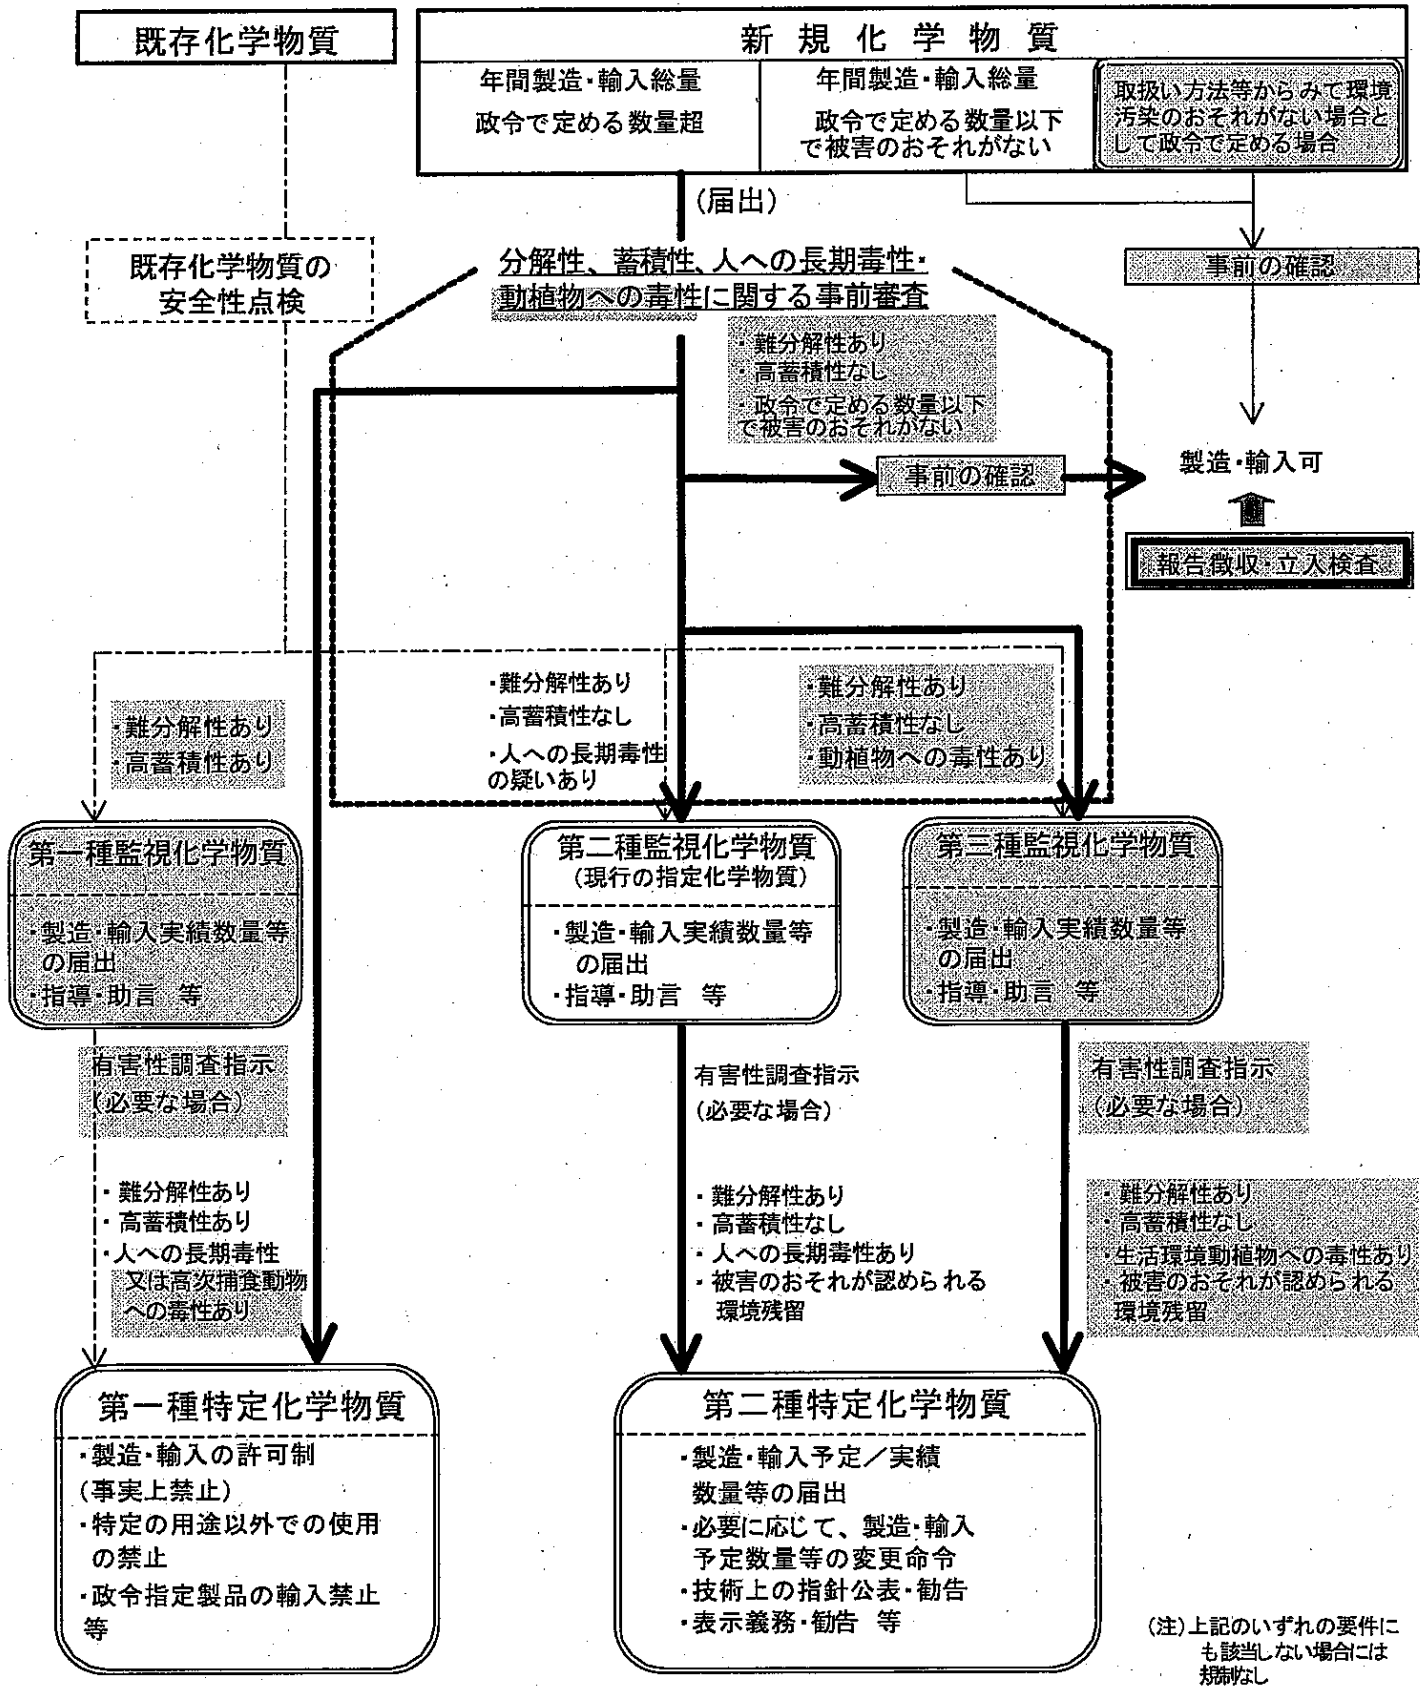 既存化学物質
新規化学物質
年間製造・輸入総量
政令で定める数量超
年間製造・輸入総量
政令で定める数量以下
で被害のおそれがない
取扱い方法等からみて環境
汚染のおそれがない場合と
して政令で定める場合
(届出)
既存化学物質の
安全性点検
分解性、蓄積性、人への長期毒性・
動植物への毒性に関する事前審査
事前の確認
・難分解性あり
・高蓄積性なし
・政令で定める数量以下
で被害のおそれがない
事前の確認
製造・輸入可
報告徴収・立入検査
・難分解性あり
・高蓄積性あり
・難分解性あり
・高蓄積性なし
・人への長期毒性
の疑いあり
・難分解性あり
・高蓄積性なし
・動植物への毒性あり
第一種監視化学物質
・製造・輸入実績数量等
の届出
・指導・助言 等
第二種監視化学物質
(現行の指定化学物質)
・製造・輸入実績数量等
の届出
・指導・助言 等
第三種監視化学物質
・製造・輸入実績数量等
の届出
・指導・助言 等
有害性調査指示
(必要な場合)
有害性調査指示
(必要な場合)
有害性調査指示
(必要な場合)
・難分解性あり
・高蓄積性あり
・人への長期毒性
又は高次捕食動物
への毒性あり
・難分解性あり
・高蓄積性なし
・人への長期毒性あり
・被害のおそれが認められる
環境残留
・難分解性あり
・高蓄積性なし
・生活環境動植物への毒性あり
・被害のおそれが認められる
環境残留
第一種特定化学物質
・製造・輸入の許可制
(事実上禁止)
・特定の用途以外での使用
の禁止
・政令指定製品の輸入禁止
等
第二種特定化学物質
・製造・輸入予定／実績
数量等の届出
・必要に応じて、製造・輸入
予定数量等の変更命令
・技術上の指針公表・勧告
・表示義務・勧告 等
(注)上記のいずれの要件に
も該当しない場合には
規制なし